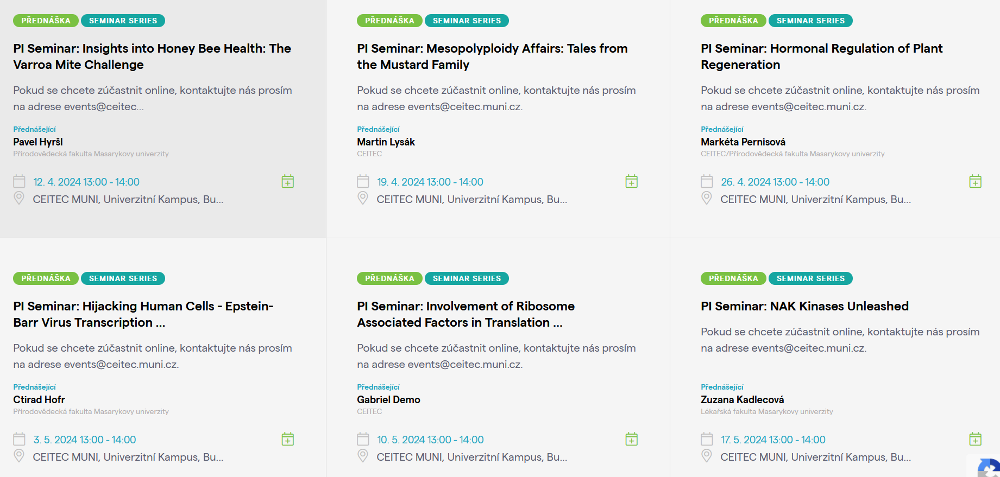 PŘEDNÁŠKA SEMINAR SERIES
PI Seminar: Insights into Honey Bee Health: The
Varroa Mite Challenge
Pokud se chcete zúčastnit online, kontaktujte nás prosím
na adrese events@ceitec...
Přednášející
Pavel Hyršl
Přírodovědecká fakulta Masarykovy univerzity
12. 4. 2024 13:00 - 14:00
CEITEC MUNI, Univerzitní Kampus, Bu...
PŘEDNÁŠKA SEMINAR SERIES
PI Seminar: Mesopolyploidy Affairs: Tales from
the Mustard Family
Pokud se chcete zúčastnit online, kontaktujte nás prosím
na adrese events@ceitec.muni.cz.
Přednášející
Martin Lysák
CEITEC
19. 4. 2024 13:00 - 14:00
CEITEC MUNI, Univerzitní Kampus, Bu...
PŘEDNÁŠKA SEMINAR SERIES
PI Seminar: Hormonal Regulation of Plant
Regeneration
Pokud se chcete zúčastnit online, kontaktujte nás prosím
na adrese events@ceitec.muni.cz.
Přednášející
Markéta Pernisová
CEITEC/Přírodovědecká fakulta Masarykovy univerzity
26. 4. 2024 13:00 - 14:00
CEITEC MUNI, Univerzitní Kampus, Bu...
PŘEDNÁŠKA SEMINAR SERIES
PI Seminar: Hijacking Human Cells - Epstein-
Barr Virus Transcription ...
Pokud se chcete zúčastnit online, kontaktujte nás prosím
na adrese events@ceitec.muni.cz.
Přednášející
Ctirad Hofr
Přírodovědecká fakulta Masarykovy univerzity
3. 5. 2024 13:00 - 14:00
CEITEC MUNI, Univerzitní Kampus, Bu...
PŘEDNÁŠKA SEMINAR SERIES
PI Seminar: Involvement of Ribosome
Associated Factors in Translation ...
Pokud se chcete zúčastnit online, kontaktujte nás prosím
na adrese events@ceitec.muni.cz.
Přednášející
Gabriel Demo
CEITEC
10. 5. 2024 13:00 - 14:00
CEITEC MUNI, Univerzitní Kampus, Bu...
PŘEDNÁŠKA SEMINAR SERIES
PI Seminar: NAK Kinases Unleashed
Pokud se chcete zúčastnit online, kontaktujte nás prosím
na adrese events@ceitec.muni.cz.
Přednášející
Zuzana Kadlecová
Lékařská fakulta Masarykovy univerzity
17. 5. 2024 13:00 - 14:00
CEITEC MUNI, Univerzitní Kampus, Bu...